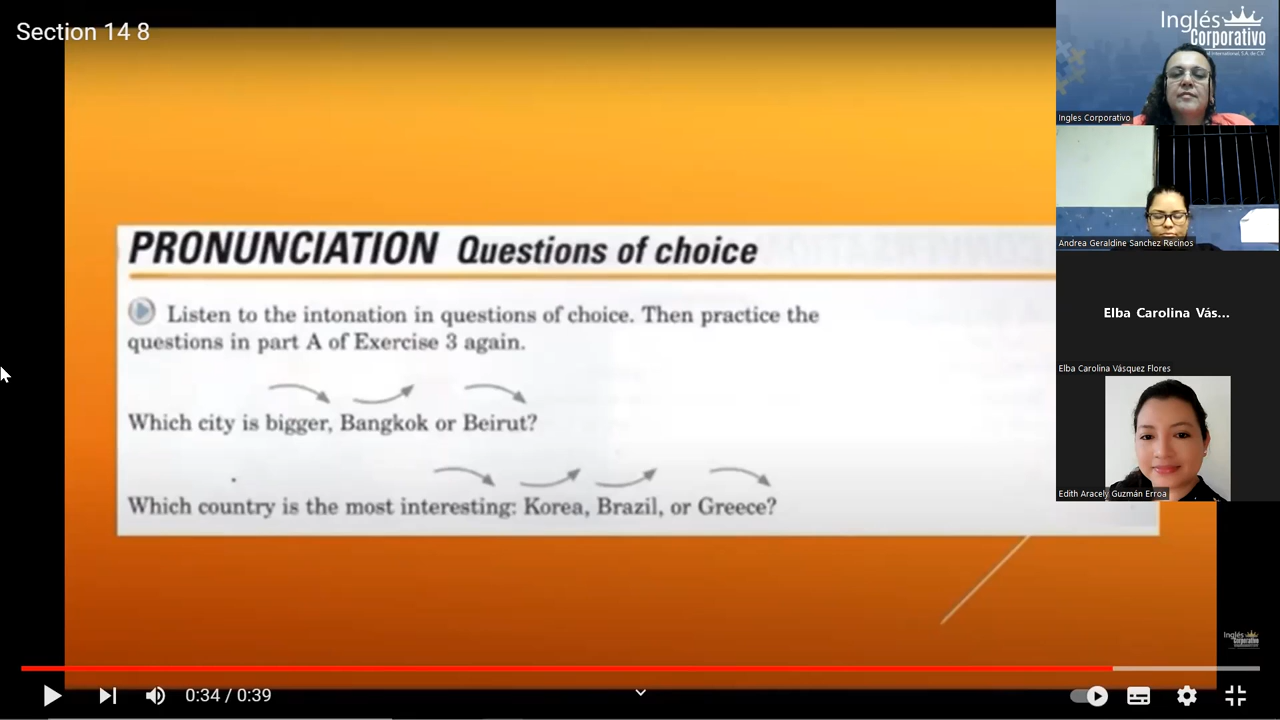 Section 14 8
Inglés
Corporativo
Ingles Corporativo
Andrea Geraldine Sanchez Recinos
Elba Carolina Vás...
Elba Carolina Vásquez Flores
Edith Aracely Guzmán Erroa
PRONUNCIATION Questions of choice
Listen to the intonation in questions of choice. Then practice the
questions in part A of Exercise 3 again.
Which city is bigger, Bangkok or Beirut?
Which country is the most interesting: Korea, Brazil, or Greece?
Inglés
Corporativo
0:34 / 0:39